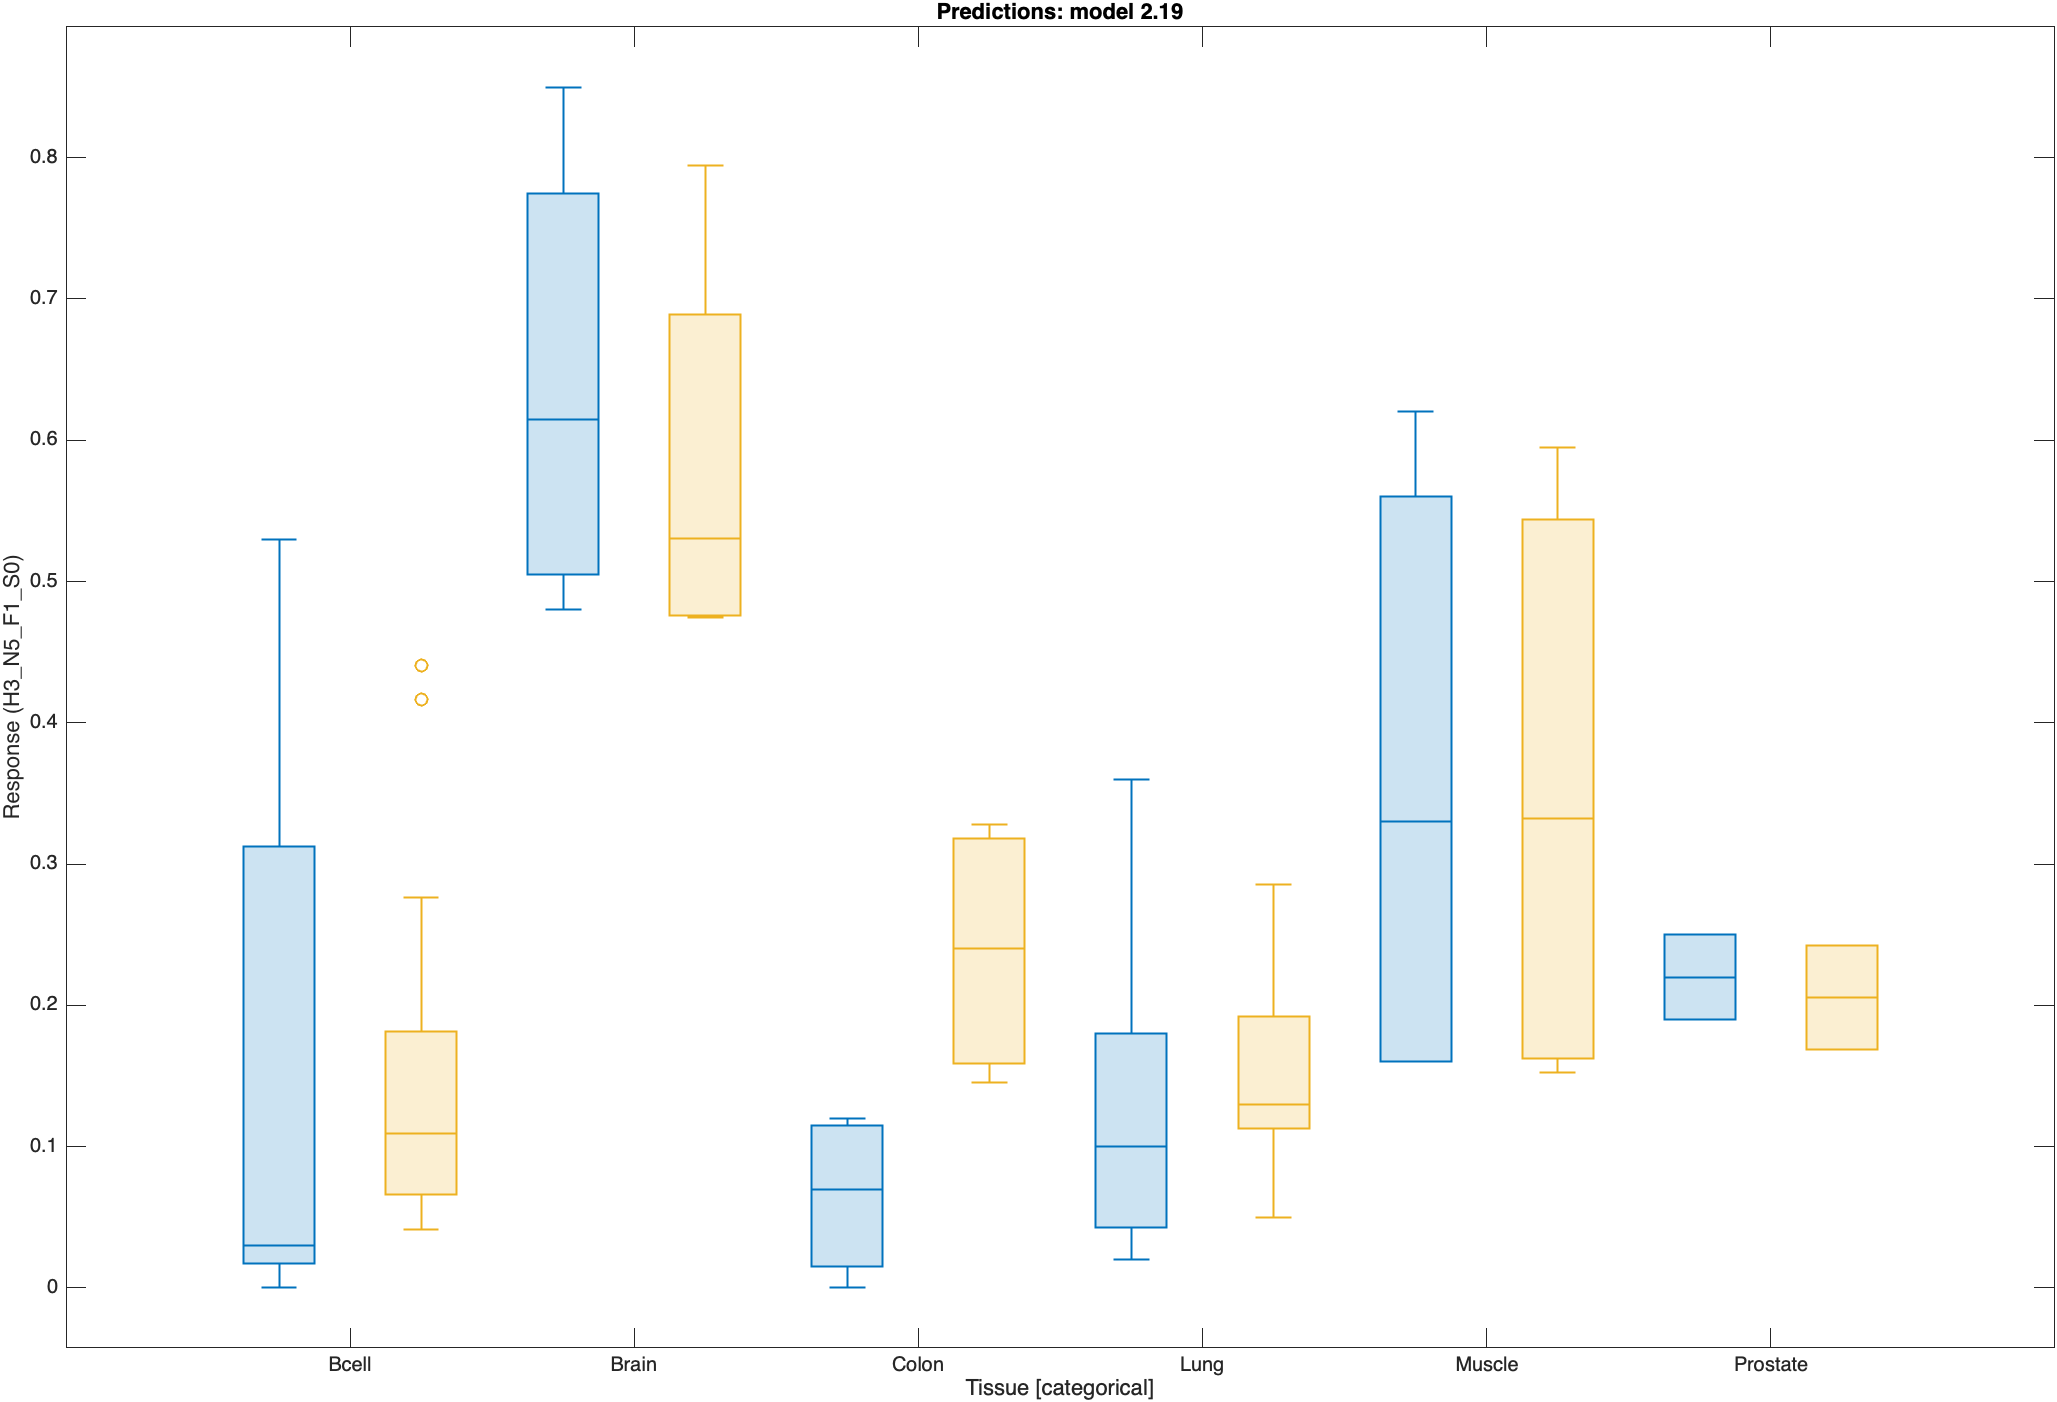 Predictions: model 2.19
Response (H3_N5_F1_S0)
0.8
0.7
0.6
0.5
0.4
0.3
0.2
0.1
0
Bcell Brain Colon Lung Muscle Prostate
Tissue [categorical]